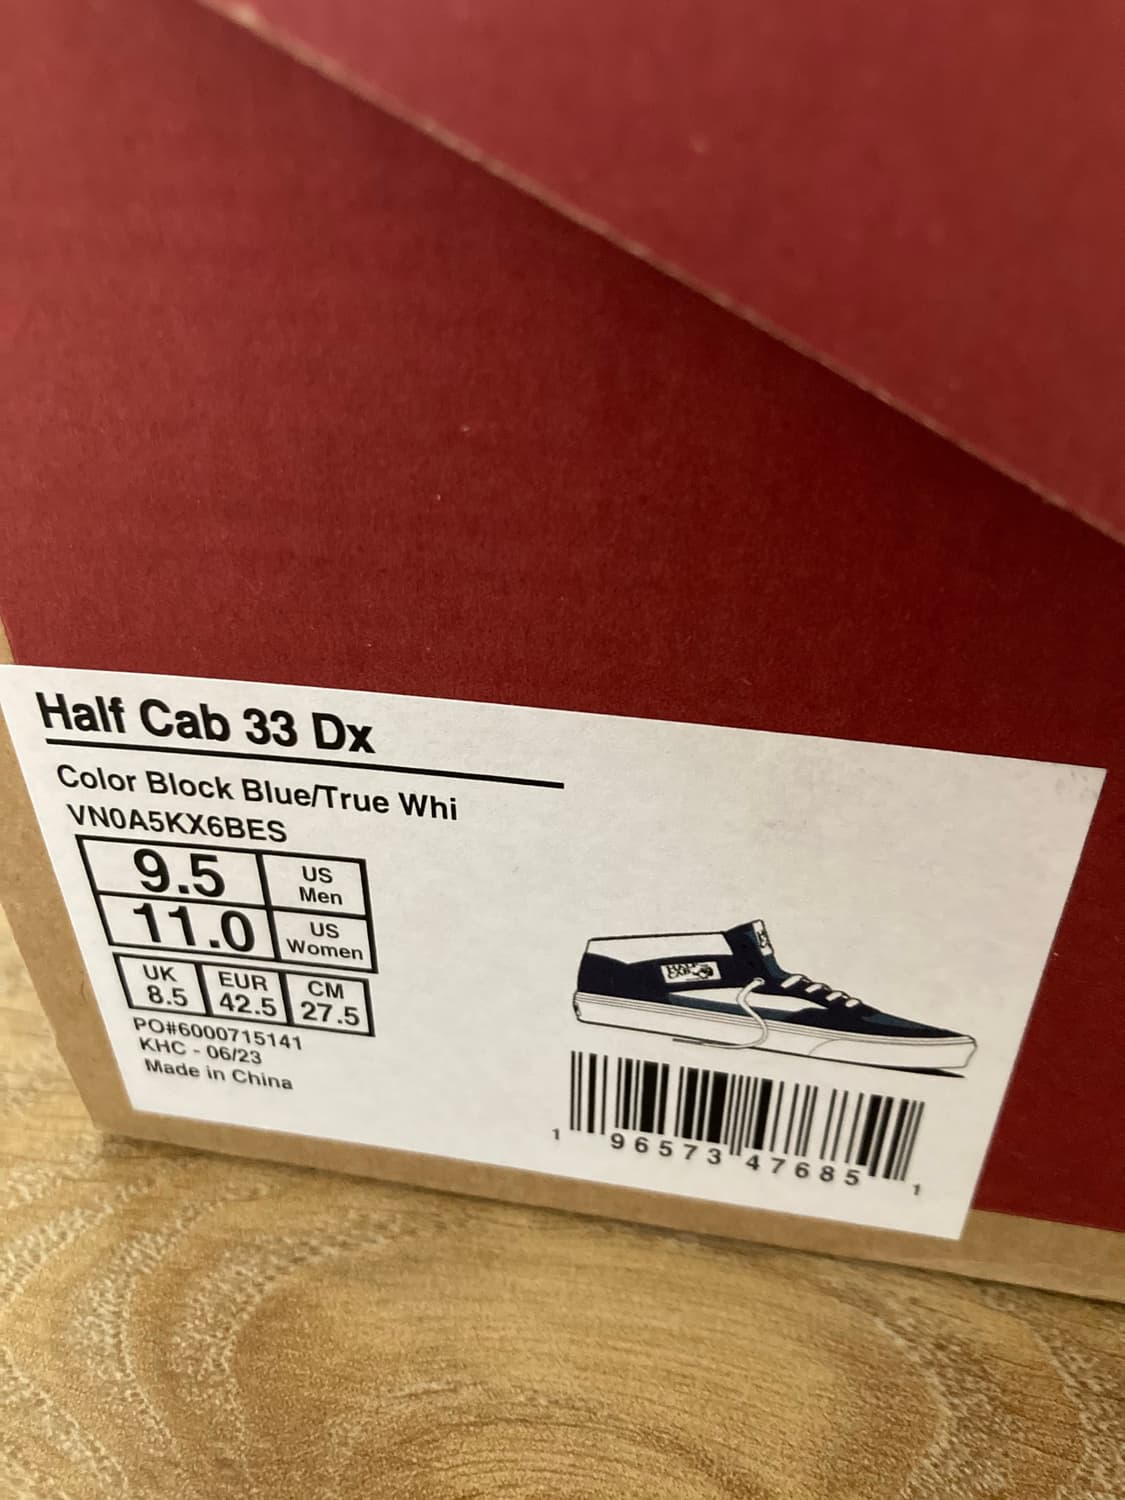 Half Cab 33 Dx
Color Block Blue/True Whi
VN0A5KX6BES
9.5 US Men
11.0 US Women
UK EUR CM
8.5 42.5 27.5
PO#6000715141
KHC - 06/23
Made in China
1 96573 47685 1